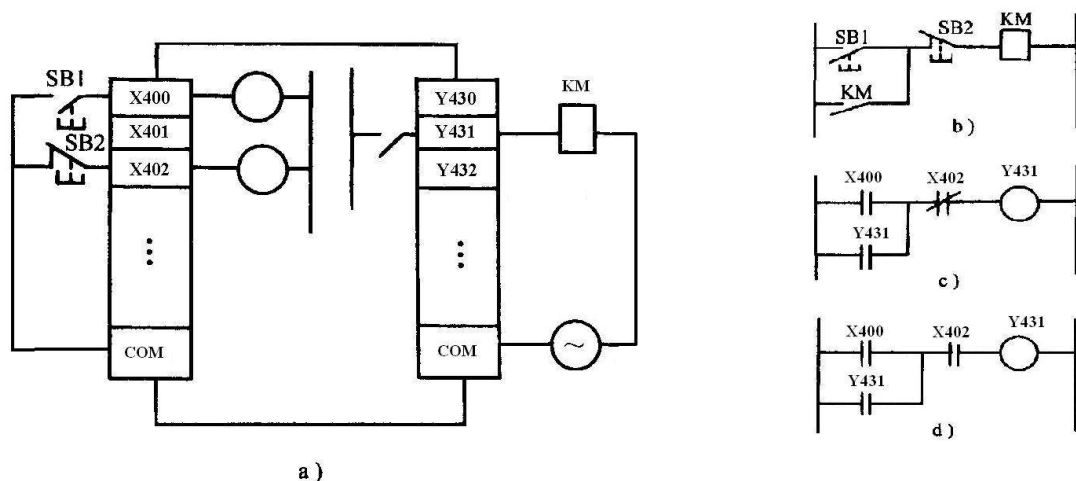 SB1
X400
X401
SB2
X402
⋮
COM
Y430
Y431
Y432
⋮
COM
KM
~
a )
SB1
SB2
KM
KM
b )
X400
X402
Y431
Y431
c )
X400
X402
Y431
Y431
d )